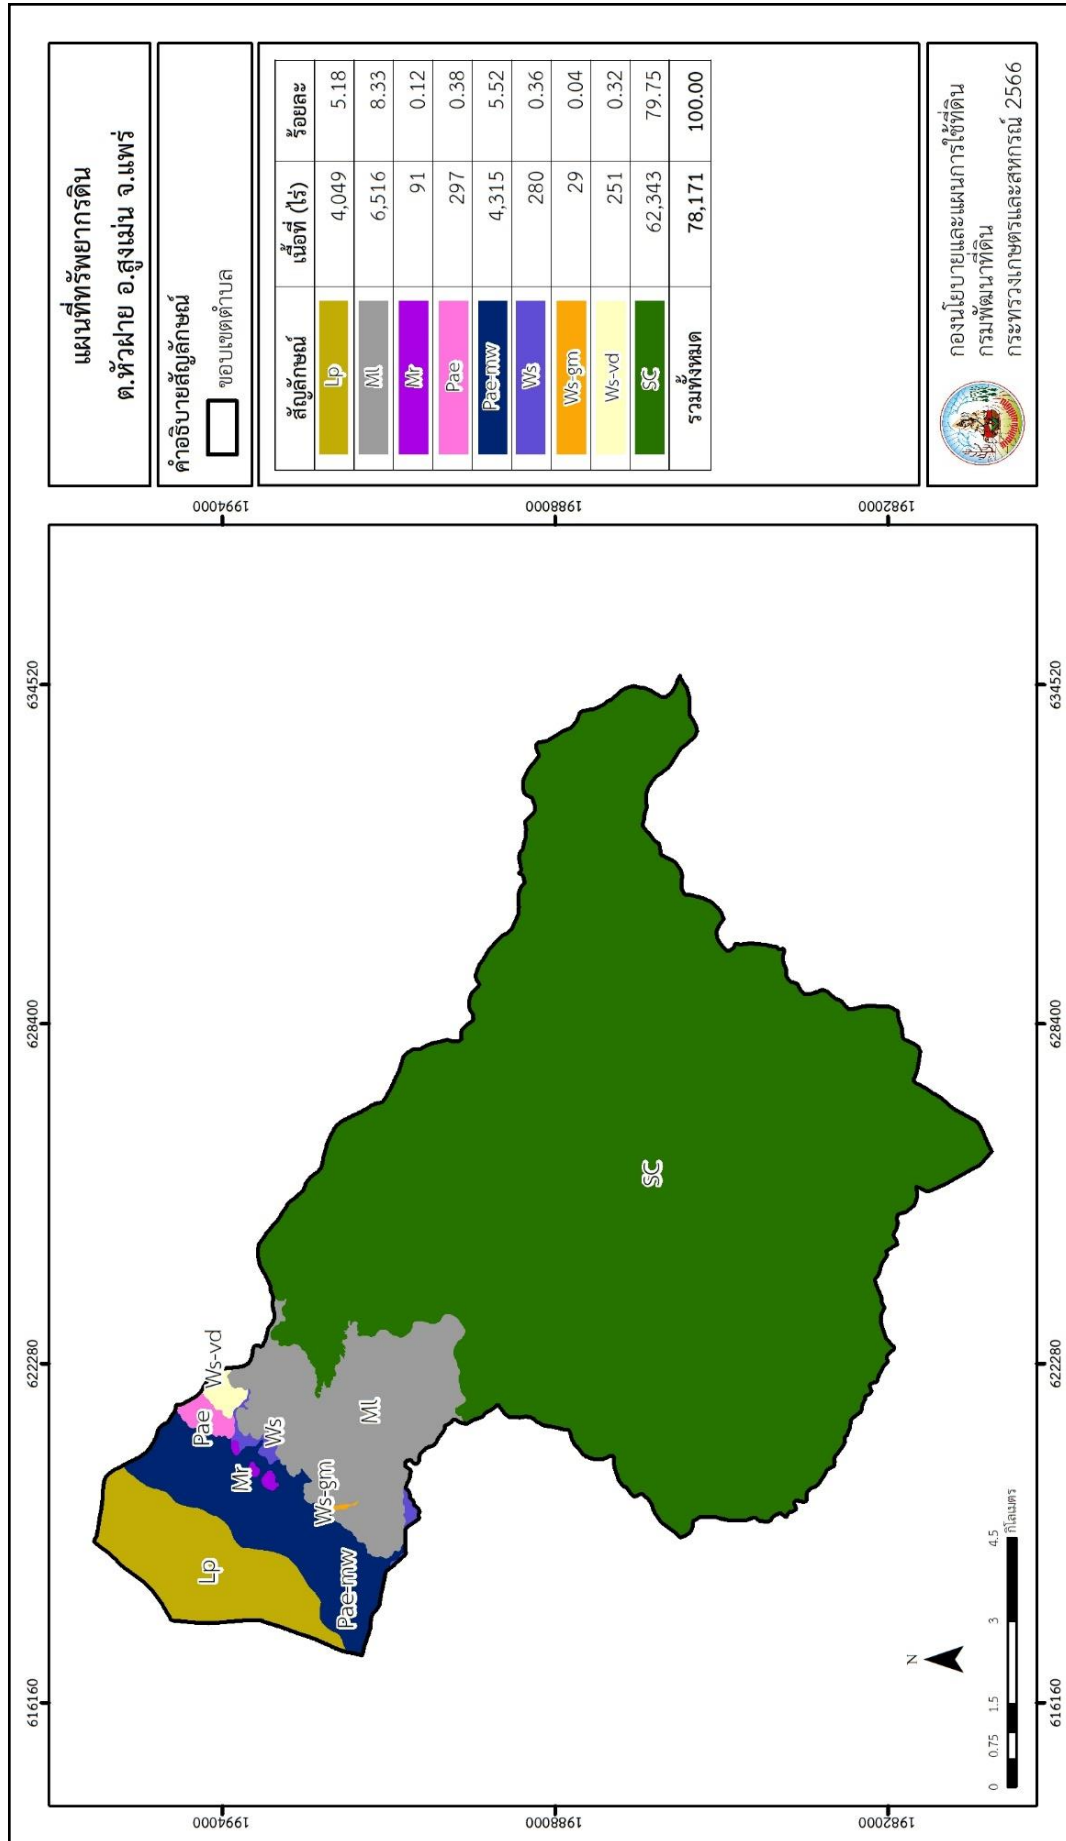 แผนที่ทรัพยากรดิน
ต.หัวฝาย อ.สูงเม่น จ.แพร่
คำอธิบายสัญลักษณ์
ขอบเขตตำบล
สัญลักษณ์ เนื้อที่ (ไร่) ร้อยละ
Lp 4,049 5.18
Ml 6,516 8.33
Mr 91 0.12
Pae 297 0.38
Pae-mw 4,315 5.52
Ws 280 0.36
Ws-gm 29 0.04
Ws-vd 251 0.32
SC 62,343 79.75
รวมทั้งหมด 78,171 100.00
กองนโยบายและแผนการใช้ที่ดิน
กรมพัฒนาที่ดิน
กระทรวงเกษตรและสหกรณ์ 2566
616160 622280 628400 634520
1994000
1988000
1982000
1994000
1988000
1982000
Lp
Pae
Ws-vd
Mr
Ws
Ws-gm
Pae-mw
Ml
SC
N
0 0.75 1.5 3 4.5
กิโลเมตร
616160 622280 628400 634520